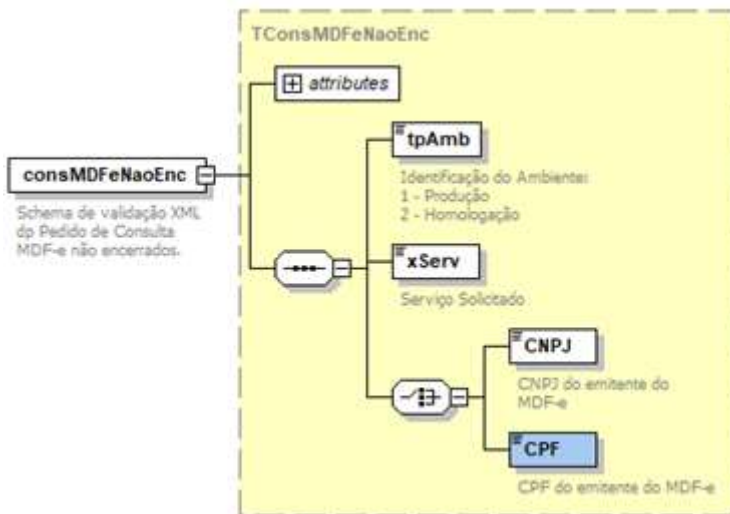 TConsMDFeNaoEnc
attributes
consMDFeNaoEnc
Schema de validação XML
dp Pedido de Consulta
MDF-e não encerrados.
tpAmb
Identificação do Ambiente:
1 - Produção
2 - Homologação
xServ
Serviço Solicitado
CNPJ
CNPJ do emitente do
MDF-e
CPF
CPF do emitente do MDF-e